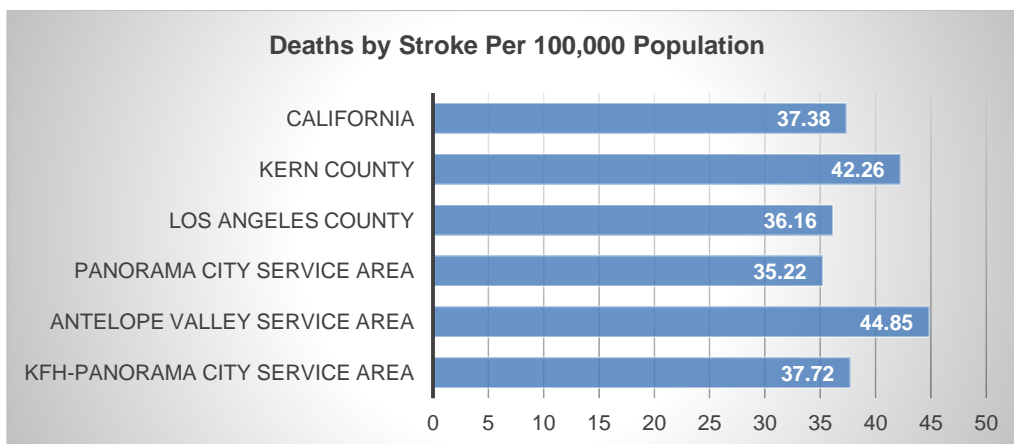 Deaths by Stroke Per 100,000 Population
CALIFORNIA 37.38
KERN COUNTY 42.26
LOS ANGELES COUNTY 36.16
PANORAMA CITY SERVICE AREA 35.22
ANTELOPE VALLEY SERVICE AREA 44.85
KFH-PANORAMA CITY SERVICE AREA 37.72
0 5 10 15 20 25 30 35 40 45 50